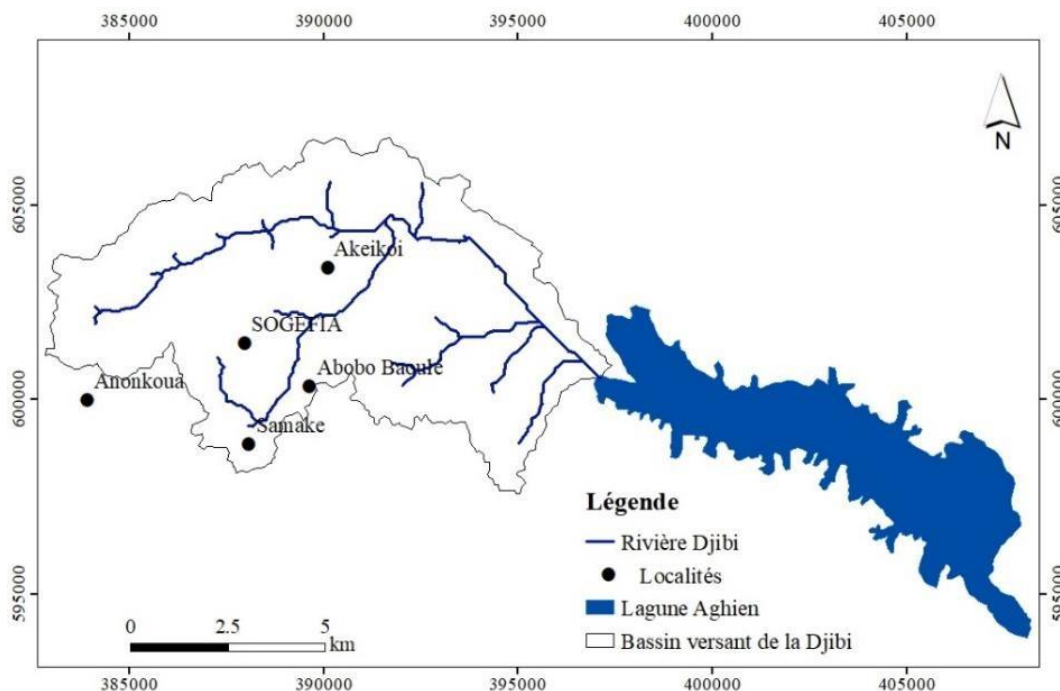 385000 390000 395000 400000 405000
N
605000 605000
Akeikoi
SOGEFIA
Abobo Baoule
Anonkoua
600000 600000
Samake
Légende
Rivière Djibi
Localités
Lagune Aghien
Bassin versant de la Djibi
595000 595000
0 2.5 5
km
385000 390000 395000 400000 405000